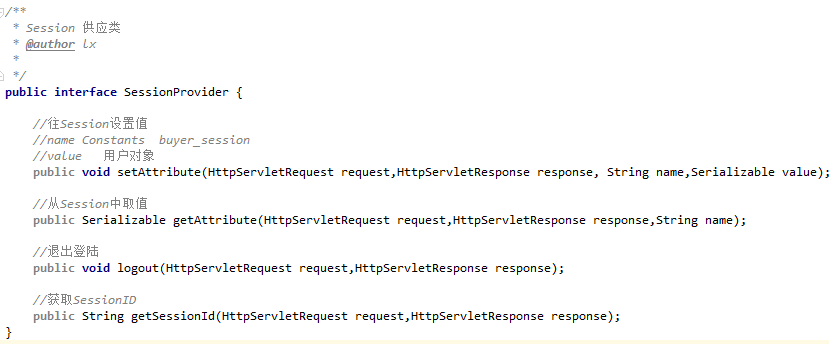 /**
 * Session 供应类
 * @author lx
 *
 */
public interface SessionProvider {
//往Session设置值
//name Constants  buyer_session
//value   用户对象
public void setAttribute(HttpServletRequest request,HttpServletResponse response, String name,Serializable value);
//从Session中取值
public Serializable getAttribute(HttpServletRequest request,HttpServletResponse response,String name);
//退出登陆
public void logout(HttpServletRequest request,HttpServletResponse response);
//获取SessionID
public String getSessionId(HttpServletRequest request,HttpServletResponse response);
}